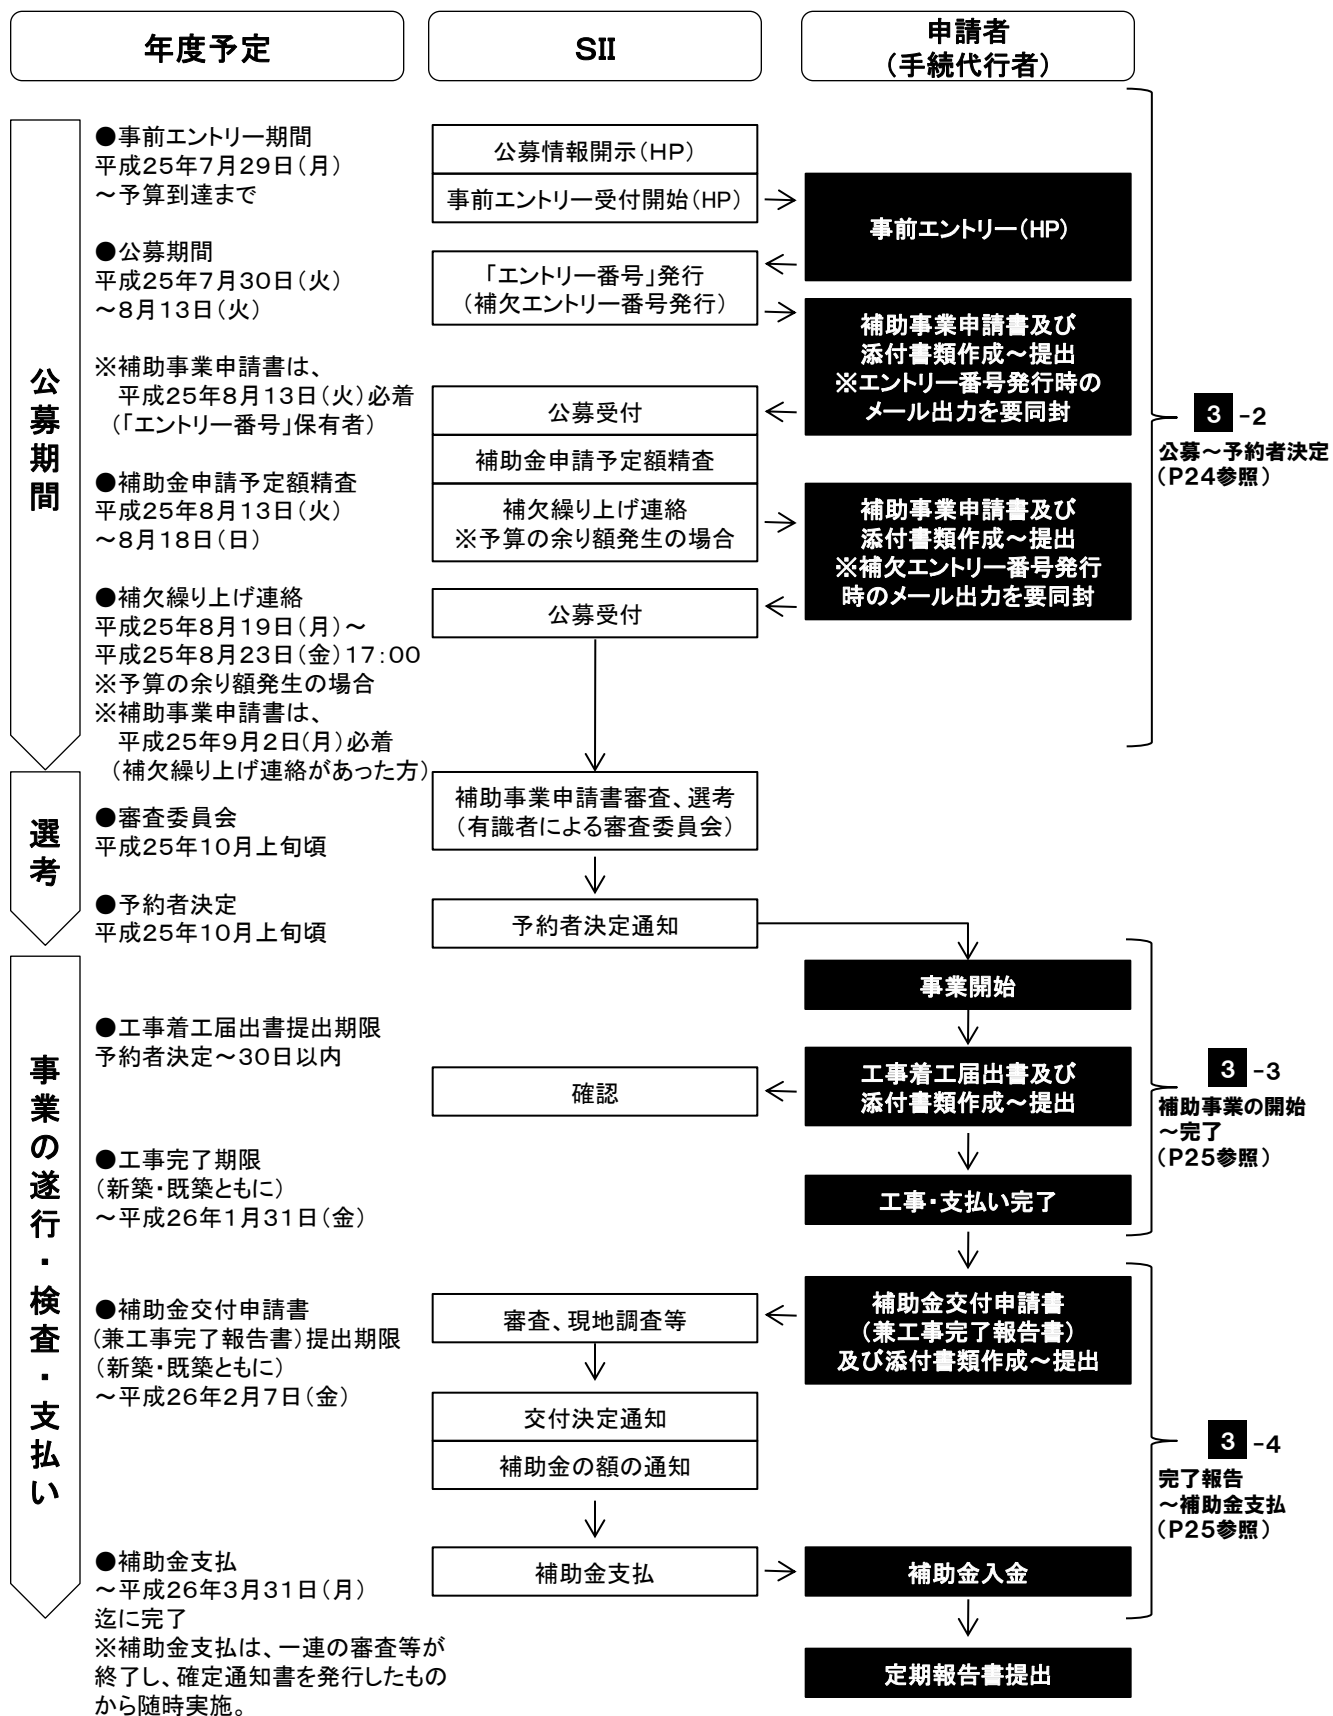 年度予定
SII
申請者
(手続代行者)
公募期間
●事前エントリー期間
平成25年7月29日(月)
～予算到達まで
●公募期間
平成25年7月30日(火)
～8月13日(火)
※補助事業申請書は、
平成25年8月13日(火)必着
(「エントリー番号」保有者)
●補助金申請予定額精査
平成25年8月13日(火)
～8月18日(日)
●補欠繰り上げ連絡
平成25年8月19日(月)～
平成25年8月23日(金)17:00
※予算の余り額発生の場合
※補助事業申請書は、
平成25年9月2日(月)必着
(補欠繰り上げ連絡があった方)
公募情報開示(HP)
事前エントリー受付開始(HP)
事前エントリー(HP)
「エントリー番号」発行
(補欠エントリー番号発行)
補助事業申請書及び
添付書類作成～提出
※エントリー番号発行時の
メール出力を要同封
公募受付
補助金申請予定額精査
補欠繰り上げ連絡
※予算の余り額発生の場合
補助事業申請書及び
添付書類作成～提出
※補欠エントリー番号発行
時のメール出力を要同封
公募受付
3 -2
公募～予約者決定
(P24参照)
選考
●審査委員会
平成25年10月上旬頃
●予約者決定
平成25年10月上旬頃
補助事業申請書審査、選考
(有識者による審査委員会)
予約者決定通知
事業の遂行・検査・支払い
●工事着工届出書提出期限
予約者決定～30日以内
●工事完了期限
(新築・既築ともに)
～平成26年1月31日(金)
●補助金交付申請書
(兼工事完了報告書)提出期限
(新築・既築ともに)
～平成26年2月7日(金)
●補助金支払
～平成26年3月31日(月)
迄に完了
※補助金支払は、一連の審査等が
終了し、確定通知書を発行したもの
から随時実施。
事業開始
工事着工届出書及び
添付書類作成～提出
確認
工事・支払い完了
3 -3
補助事業の開始
～完了
(P25参照)
補助金交付申請書
(兼工事完了報告書)
及び添付書類作成～提出
審査、現地調査等
交付決定通知
補助金の額の通知
補助金支払
補助金入金
定期報告書提出
3 -4
完了報告
～補助金支払
(P25参照)